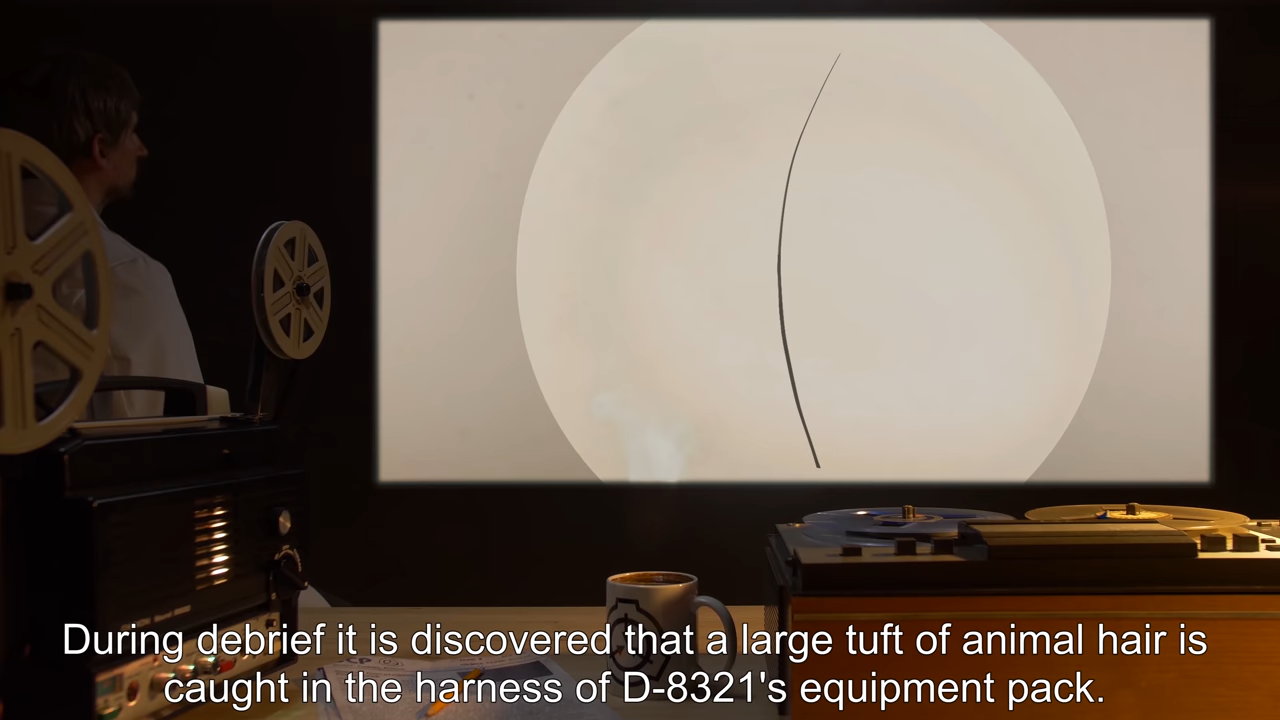 During debrief it is discovered that a large tuft of animal hair is
caught in the harness of D-8321's equipment pack.